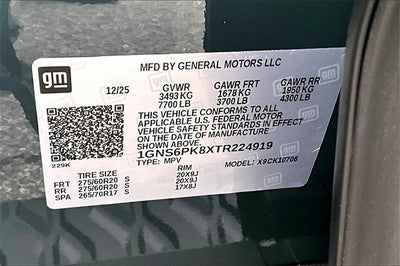 MFD BY GENERAL MOTORS LLC
gm
12/25 GVWR GAWR FRT GAWR RR
3493 KG 1678 KG 1950 KG
7700 LB 3700 LB 4300 LB
THIS VEHICLE CONFORMS TO ALL
APPLICABLE U.S. FEDERAL MOTOR
VEHICLE SAFETY STANDARDS IN EFFECT
ON THE DATE OF MANUFACTURE
1GNS6PK8XTR224919
229K TYPE: MPV MODEL: X9CK10706
TIRE SIZE RIM
FRT 275/60R20 S 20X9J
RR 275/60R20 S 20X9J
SPA 265/70R17 S 17X8J